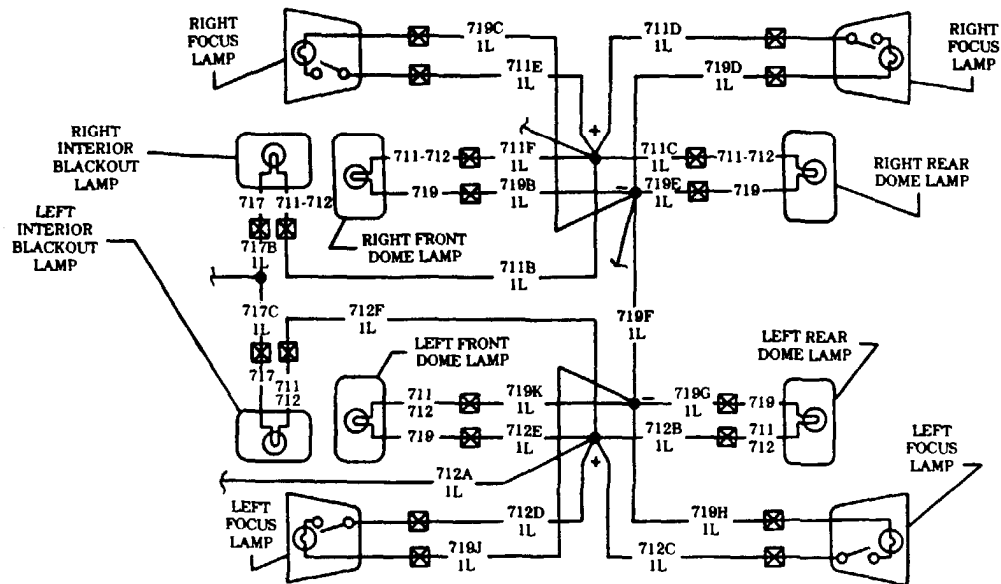 RIGHT
FOCUS
LAMP
719C
1L
711E
1L
711D
1L
719D
1L
RIGHT
FOCUS
LAMP
RIGHT
INTERIOR
BLACKOUT
LAMP
LEFT
INTERIOR
BLACKOUT
LAMP
717
711-712
717B
1L
711-712
711F
1L
719
719B
1L
RIGHT FRONT
DOME LAMP
+
711C
1L
711-712
-
719E
1L
719
RIGHT REAR
DOME LAMP
711B
1L
717C
1L
712F
1L
719F
1L
717
711
712
LEFT FRONT
DOME LAMP
711
712
719K
1L
719
712E
1L
-
719G
1L
719
+
712B
1L
711
712
LEFT REAR
DOME LAMP
712A
1L
LEFT
FOCUS
LAMP
712D
1L
719J
1L
719H
1L
712C
1L
LEFT
FOCUS
LAMP